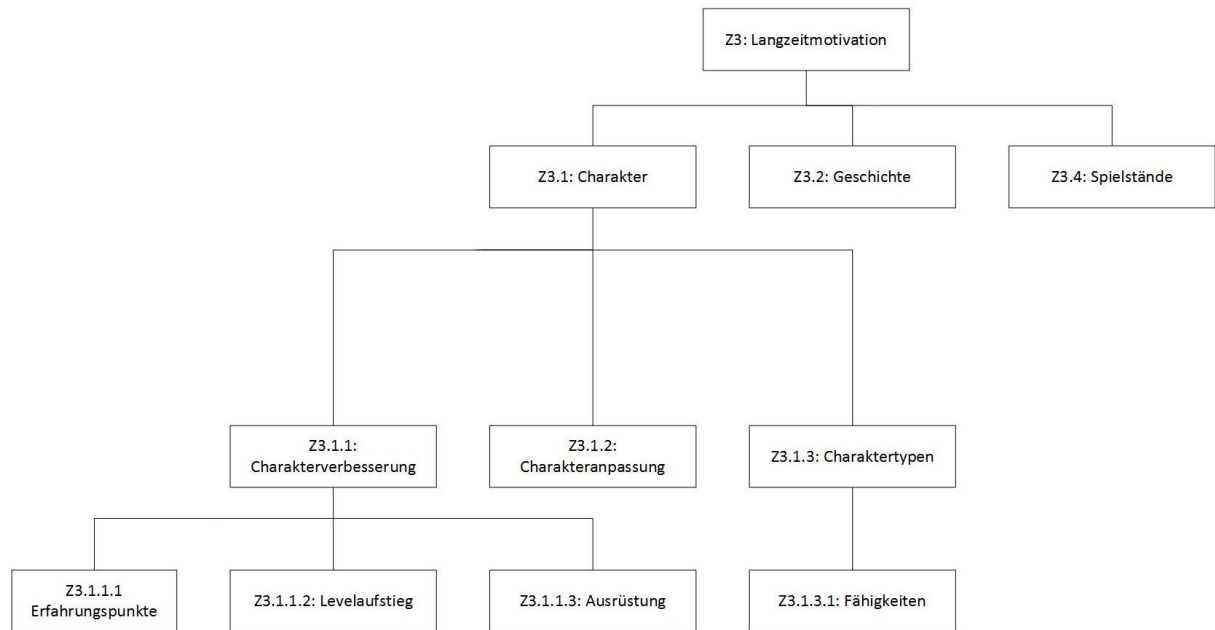 Z3: Langzeitmotivation
Z3.1: Charakter
Z3.2: Geschichte
Z3.4: Spielstände
Z3.1.1:
Charakterverbesserung
Z3.1.2:
Charakteranpassung
Z3.1.3: Charaktertypen
Z3.1.1.1
Erfahrungspunkte
Z3.1.1.2: Levelaufstieg
Z3.1.1.3: Ausrüstung
Z3.1.3.1: Fähigkeiten